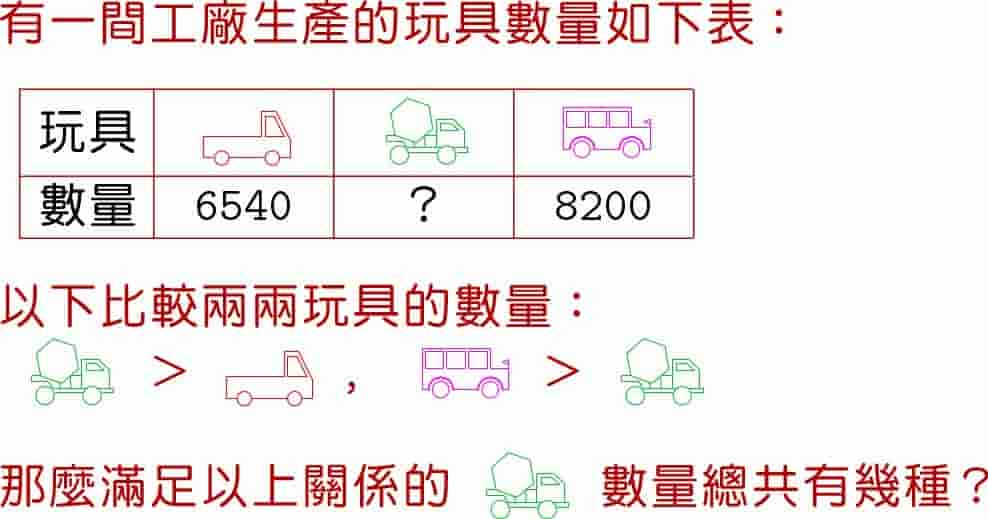 有一間工廠生產的玩具數量如下表：
玩具
數量 6540 ? 8200
以下比較兩兩玩具的數量：
> , >
那麼滿足以上關係的 數量總共有幾種？